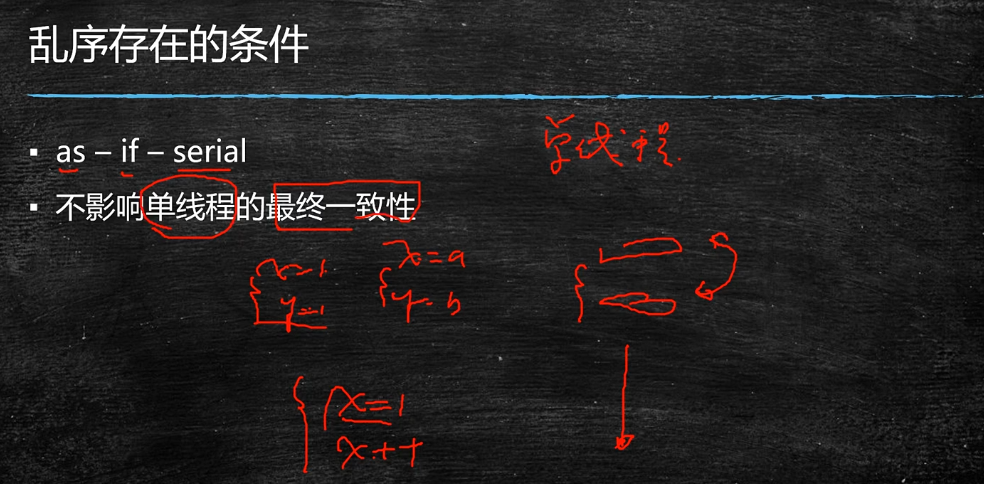 乱序存在的条件
单线程.
▪ as – if – serial
▪ 不影响单线程的最终一致性
x=1 x=a
y=1 y=b
x=1
x++